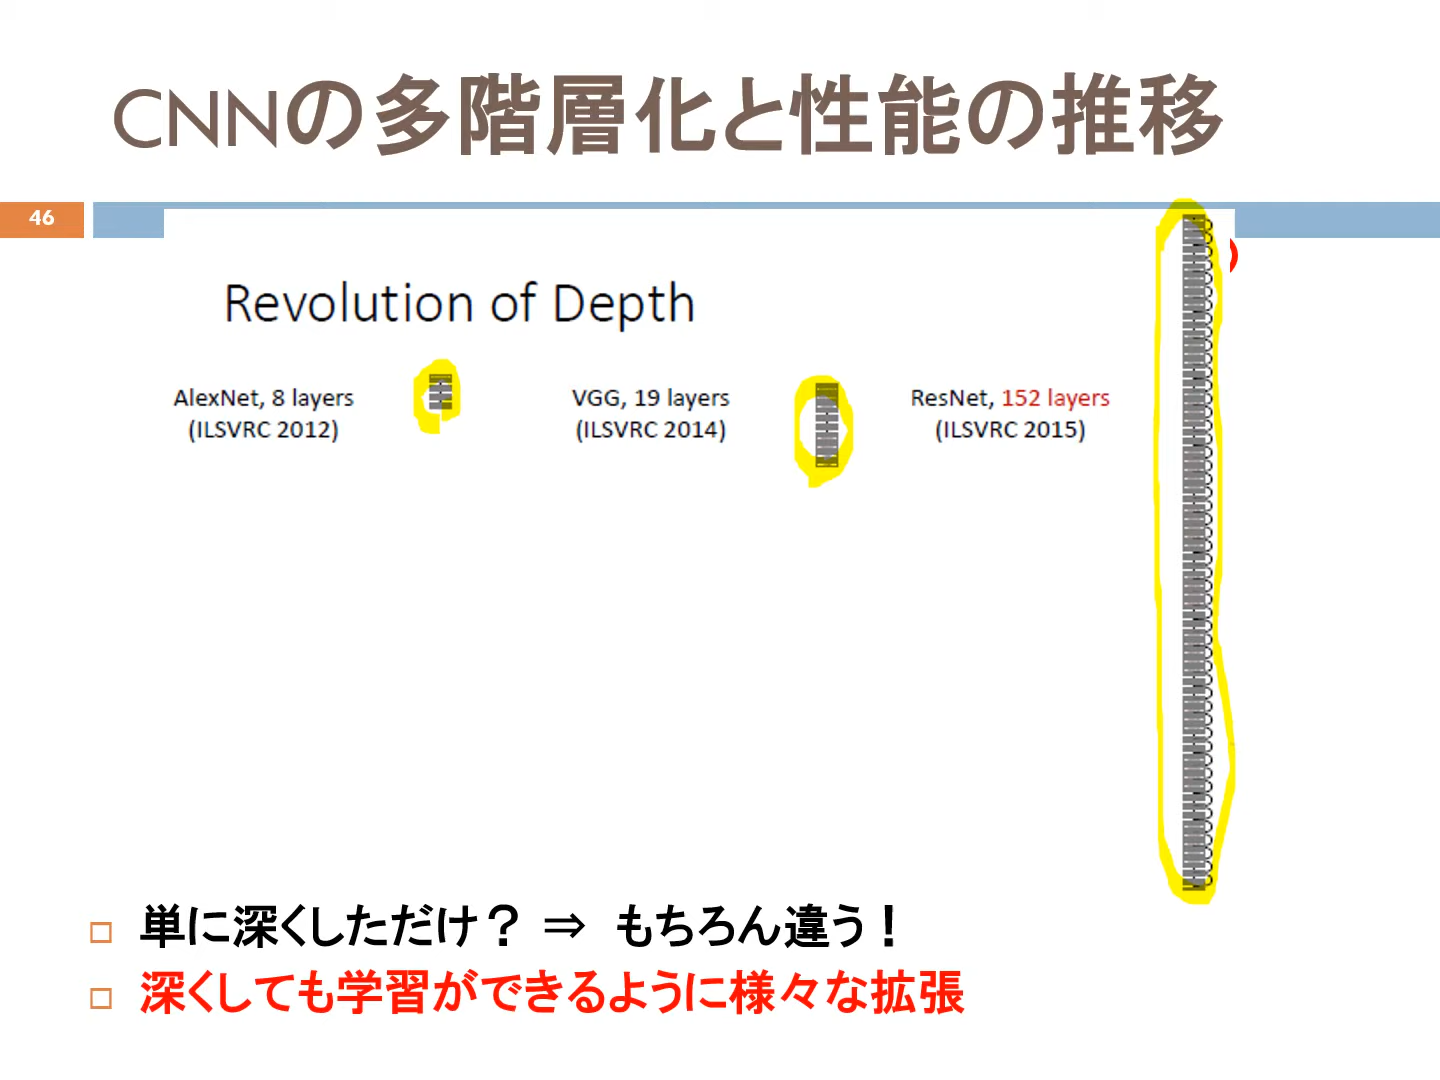 CNNの多階層化と性能の推移
46
Revolution of Depth
AlexNet, 8 layers
(ILSVRC 2012)
VGG, 19 layers
(ILSVRC 2014)
ResNet, 152 layers
(ILSVRC 2015)
単に深くしただけ？ ⇒ もちろん違う！
深くしても学習ができるように様々な拡張